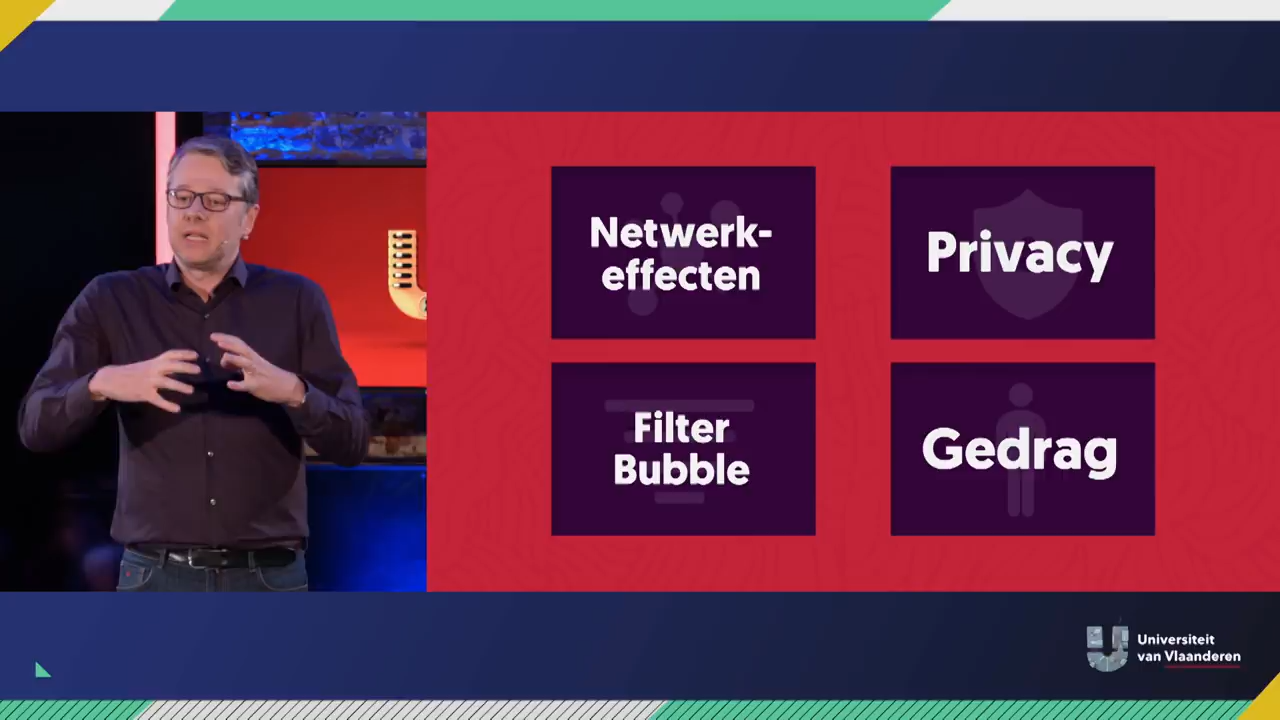 Netwerk-
effecten
Privacy
Filter
Bubble
Gedrag
Universiteit
van Vlaanderen